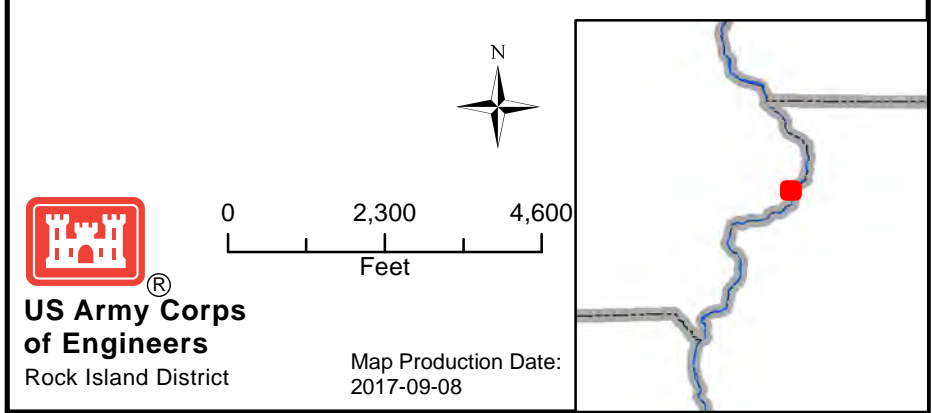 N
0 2,300 4,600
Feet
®
US Army Corps
of Engineers
Rock Island District
Map Production Date:
2017-09-08